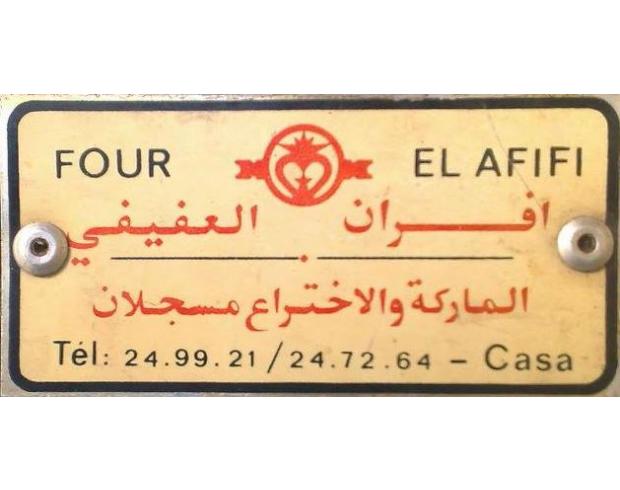 FOUR EL AFIFI
افران العفيفي
الماركة والاختراع مسجلان
Tél: 24.99.21/24.72.64 – Casa